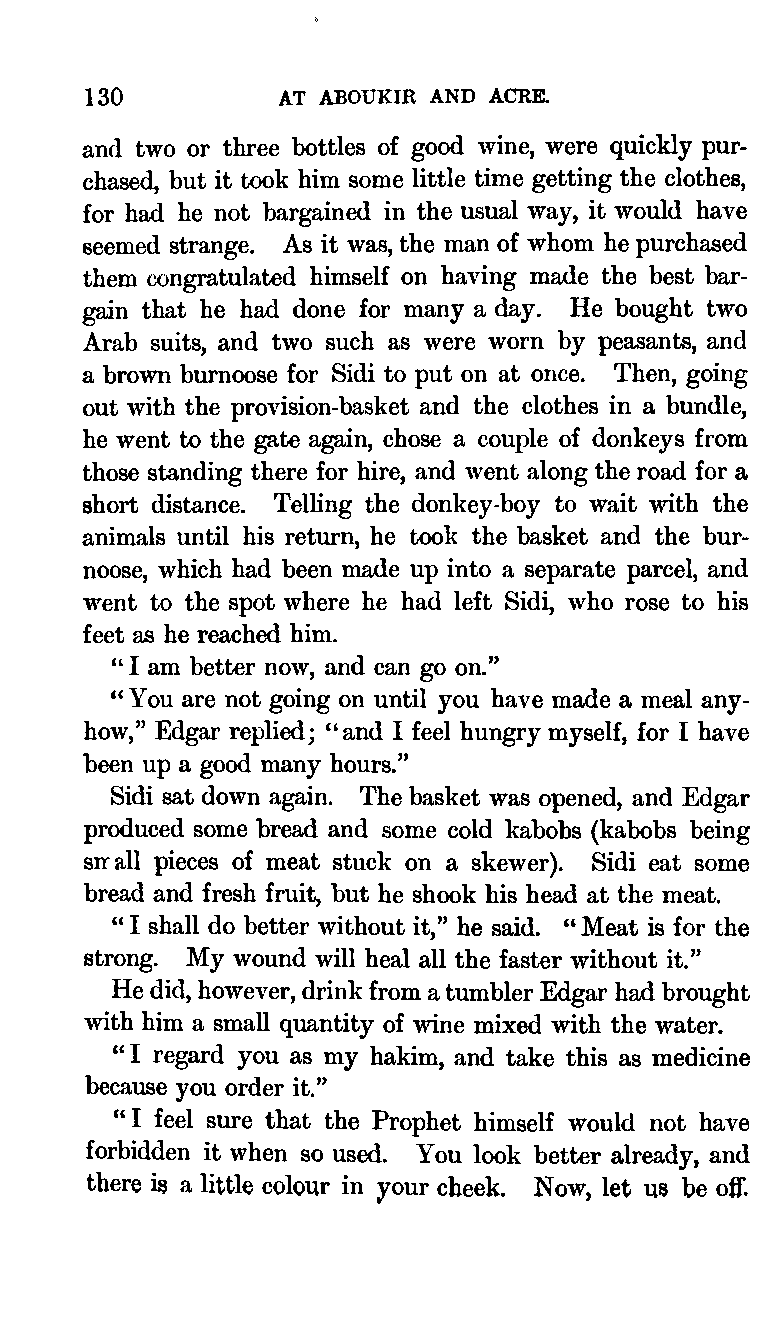 130 AT ABOUKIR AND ACRE.
and two or three bottles of good wine, were quickly pur-
chased, but it took him some little time getting the clothes,
for had he not bargained in the usual way, it would have
seemed strange. As it was, the man of whom he purchased
them congratulated himself on having made the best bar-
gain that he had done for many a day. He bought two
Arab suits, and two such as were worn by peasants, and
a brown burnoose for Sidi to put on at once. Then, going
out with the provision-basket and the clothes in a bundle,
he went to the gate again, chose a couple of donkeys from
those standing there for hire, and went along the road for a
short distance. Telling the donkey-boy to wait with the
animals until his return, he took the basket and the bur-
noose, which had been made up into a separate parcel, and
went to the spot where he had left Sidi, who rose to his
feet as he reached him.
“I am better now, and can go on.”
“You are not going on until you have made a meal any-
how,” Edgar replied; “and I feel hungry myself, for I have
been up a good many hours.”
Sidi sat down again. The basket was opened, and Edgar
produced some bread and some cold kabobs (kabobs being
small pieces of meat stuck on a skewer). Sidi eat some
bread and fresh fruit, but he shook his head at the meat.
“I shall do better without it,” he said. “Meat is for the
strong. My wound will heal all the faster without it.”
He did, however, drink from a tumbler Edgar had brought
with him a small quantity of wine mixed with the water.
“I regard you as my hakim, and take this as medicine
because you order it.”
“I feel sure that the Prophet himself would not have
forbidden it when so used. You look better already, and
there is a little colour in your cheek. Now, let us be off.